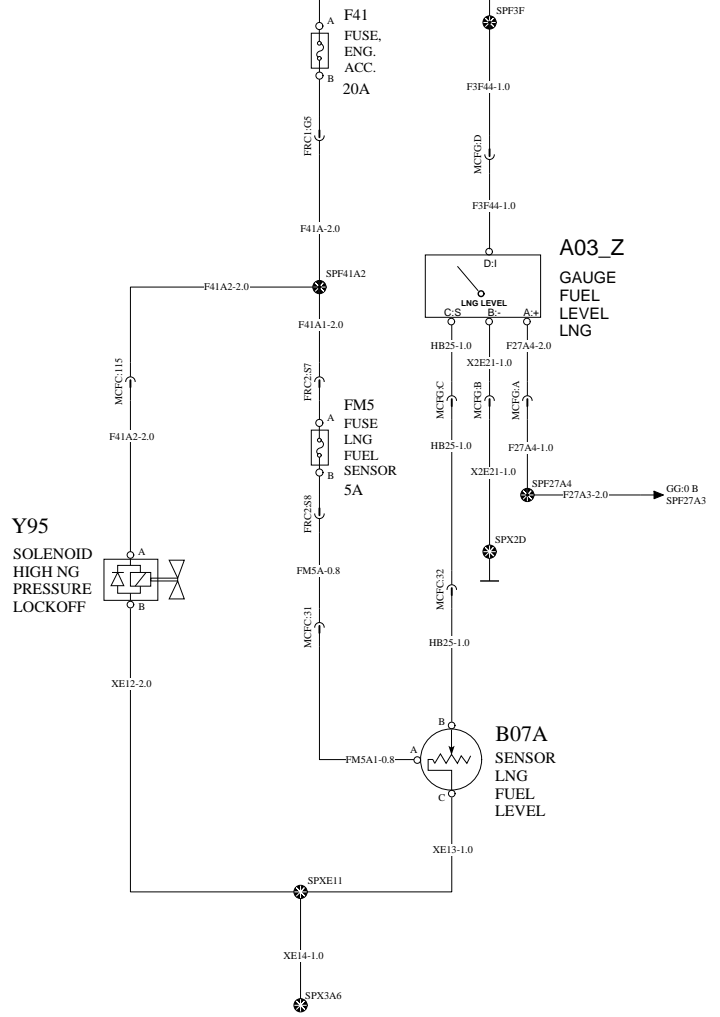 F41
A
FUSE,
ENG.
ACC.
B
20A
SPF3F
F3F44-1.0
FRC1:G5
MCFG:D
F3F44-1.0
F41A-2.0
A03_Z
D:I
GAUGE
FUEL
LEVEL
LNG
LNG LEVEL
C:S
B:-
A:+
SPF41A2
F41A2-2.0
F41A1-2.0
HB25-1.0
X2E21-1.0
F27A4-2.0
MCFC:115
FRC2:S7
MCFG:C
MCFG:B
MCFG:A
FM5
A
FUSE
LNG
FUEL
SENSOR
B
5A
F41A2-2.0
HB25-1.0
F27A4-1.0
X2E21-1.0
SPF27A4
F27A3-2.0
GG:0 B
SPF27A3
FRC2:S8
Y95
SOLENOID
HIGH NG
PRESSURE
LOCKOFF
A
B
SPX2D
FM5A-0.8
MCFC:32
MCFC:31
HB25-1.0
XE12-2.0
B07A
SENSOR
LNG
FUEL
LEVEL
B
A
C
FM5A1-0.8
XE13-1.0
SPXE11
XE14-1.0
SPX3A6